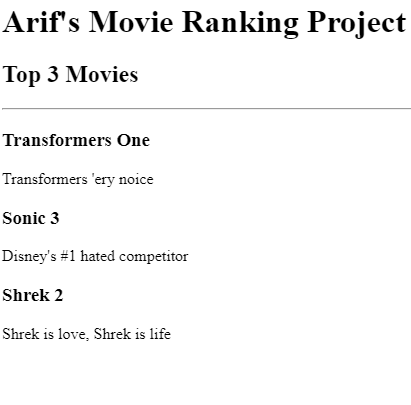 Arif's Movie Ranking Project
Top 3 Movies
Transformers One
Transformers 'ery noice
Sonic 3
Disney's #1 hated competitor
Shrek 2
Shrek is love, Shrek is life